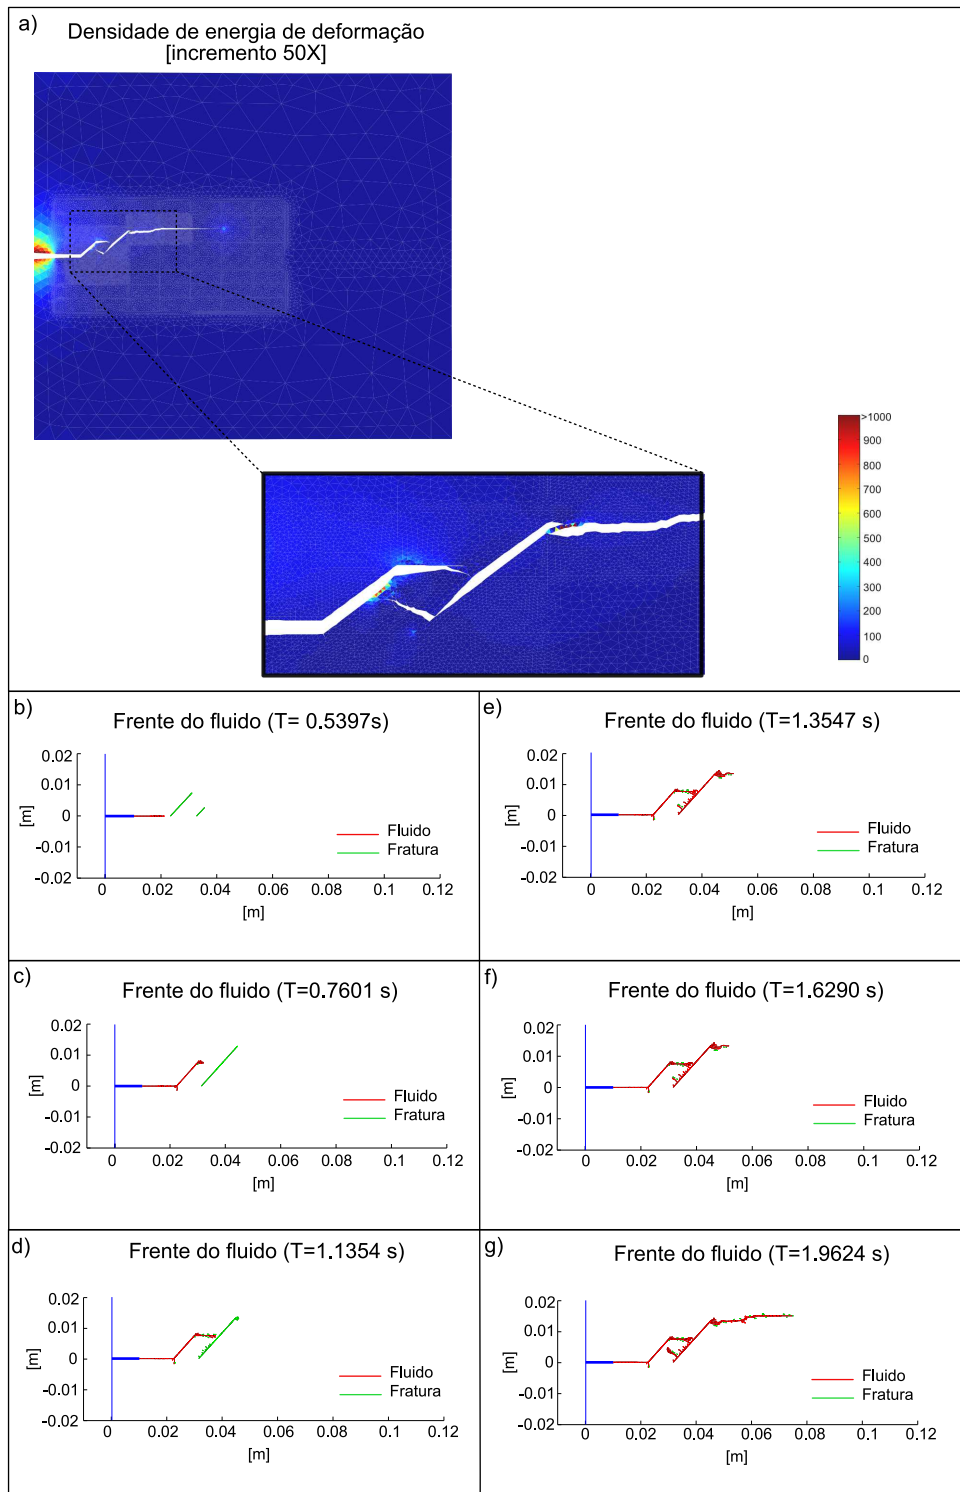 a)
Densidade de energia de deformação
[incremento 50X]
>1000
900
800
700
600
500
400
300
200
100
0
b)
Frente do fluido (T= 0.5397s)
0.02
0.01
0
-0.01
-0.02
[m]
Fluido
Fratura
0 0.02 0.04 0.06 0.08 0.1 0.12
[m]
e)
Frente do fluido (T=1.3547 s)
0.02
0.01
0
-0.01
-0.02
[m]
Fluido
Fratura
0 0.02 0.04 0.06 0.08 0.1 0.12
[m]
c)
Frente do fluido (T=0.7601 s)
0.02
0.01
0
-0.01
-0.02
[m]
Fluido
Fratura
0 0.02 0.04 0.06 0.08 0.1 0.12
[m]
f)
Frente do fluido (T=1.6290 s)
0.02
0.01
0
-0.01
-0.02
[m]
Fluido
Fratura
0 0.02 0.04 0.06 0.08 0.1 0.12
[m]
d)
Frente do fluido (T=1.1354 s)
0.02
0.01
0
-0.01
-0.02
[m]
Fluido
Fratura
0 0.02 0.04 0.06 0.08 0.1 0.12
[m]
g)
Frente do fluido (T=1.9624 s)
0.02
0.01
0
-0.01
-0.02
[m]
Fluido
Fratura
0 0.02 0.04 0.06 0.08 0.1 0.12
[m]